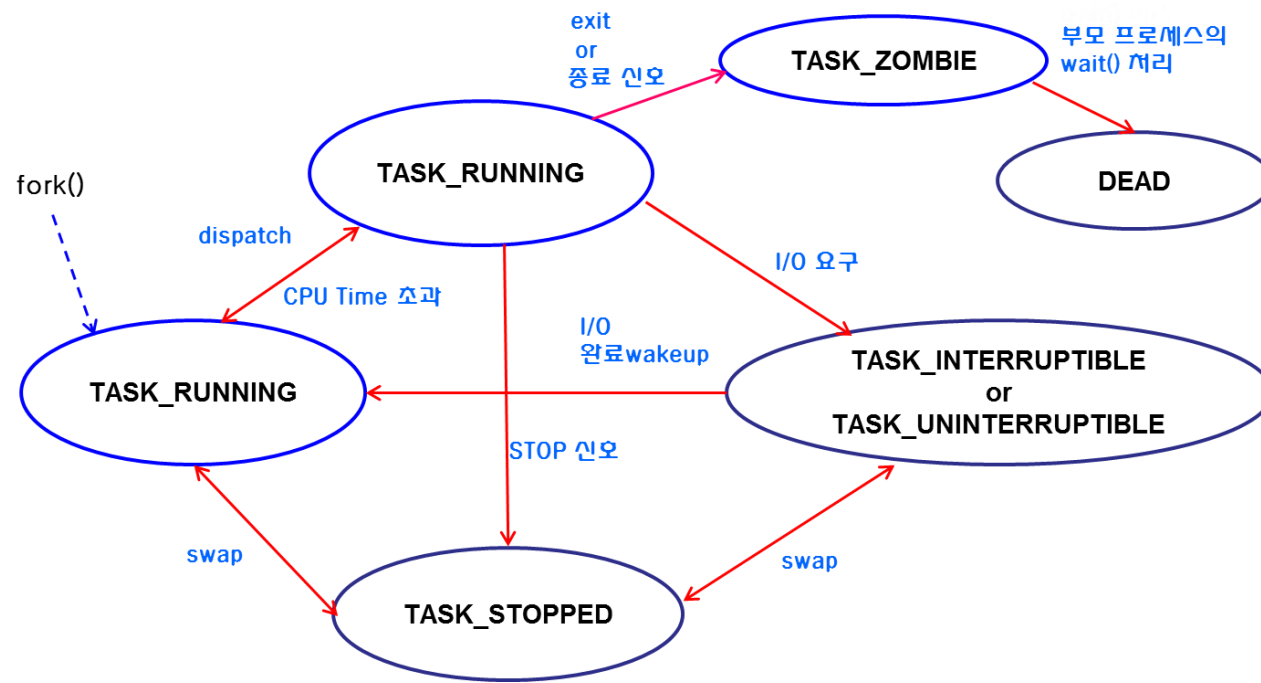 exit
or
종료 신호
TASK_ZOMBIE
부모 프로세스의
wait() 처리
TASK_RUNNING
DEAD
fork()
dispatch
I/O 요구
CPU Time 초과
I/O
완료wakeup
TASK_RUNNING
TASK_INTERRUPTIBLE
or
TASK_UNINTERRUPTIBLE
STOP 신호
swap
swap
TASK_STOPPED